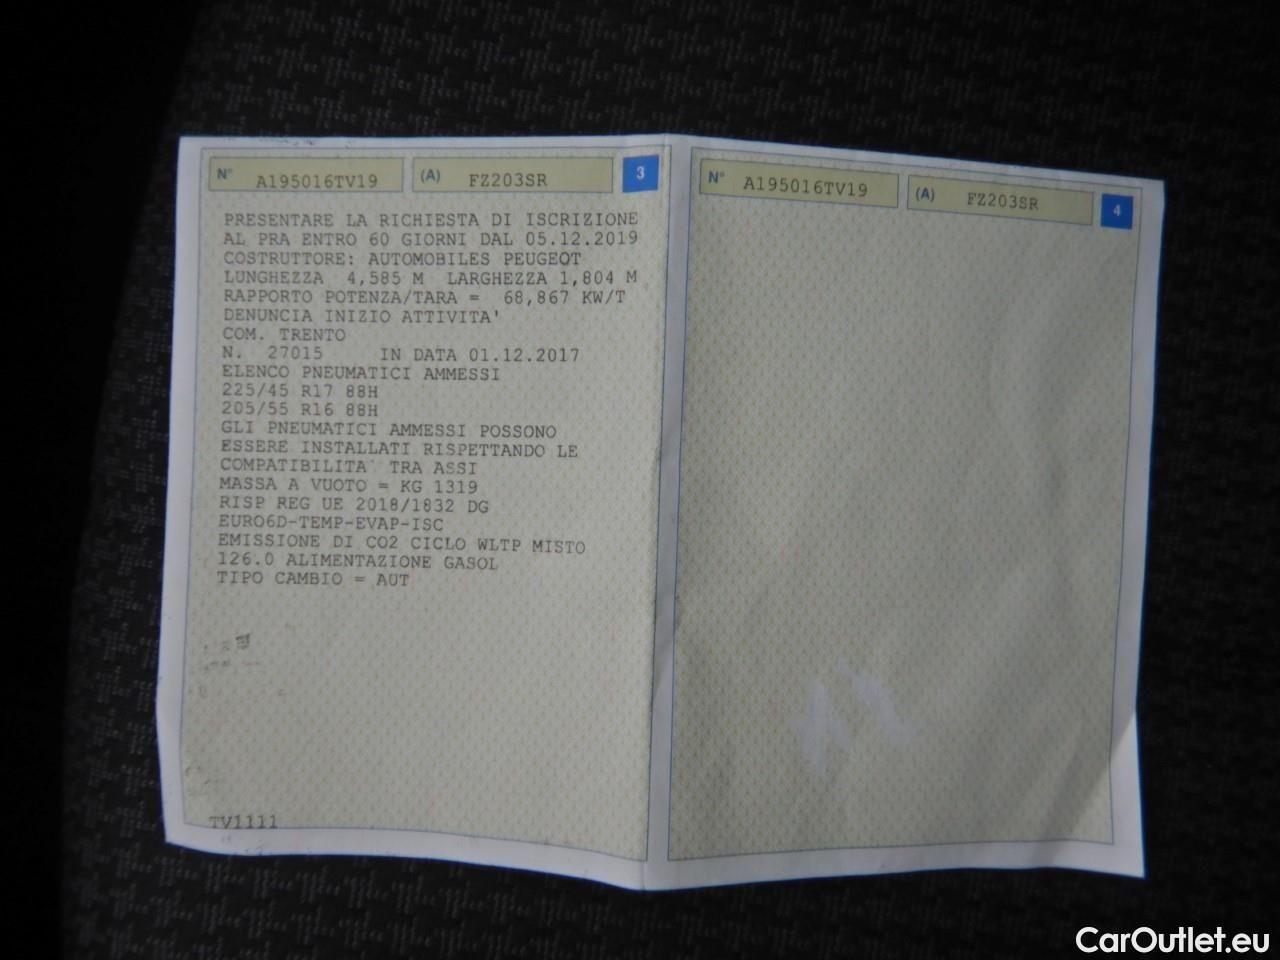 N° A195016TV19 (A) FZ203SR 3
PRESENTARE LA RICHIESTA DI ISCRIZIONE
AL PRA ENTRO 60 GIORNI DAL 05.12.2019
COSTRUTTORE: AUTOMOBILES PEUGEOT
LUNGHEZZA 4,585 M LARGHEZZA 1,804 M
RAPPORTO POTENZA/TARA = 68,867 KW/T
DENUNCIA INIZIO ATTIVITA'
COM. TRENTO
N. 27015 IN DATA 01.12.2017
ELENCO PNEUMATICI AMMESSI
225/45 R17 88H
205/55 R16 88H
GLI PNEUMATICI AMMESSI POSSONO
ESSERE INSTALLATI RISPETTANDO LE
COMPATIBILITA' TRA ASSI
MASSA A VUOTO = KG 1319
RISP REG UE 2018/1832 DG
EURO6D-TEMP-EVAP-ISC
EMISSIONE DI CO2 CICLO WLTP MISTO
126.0 ALIMENTAZIONE GASOL
TIPO CAMBIO = AUT
TV1111
N° A195016TV19 (A) FZ203SR 4
CarOutlet.eu